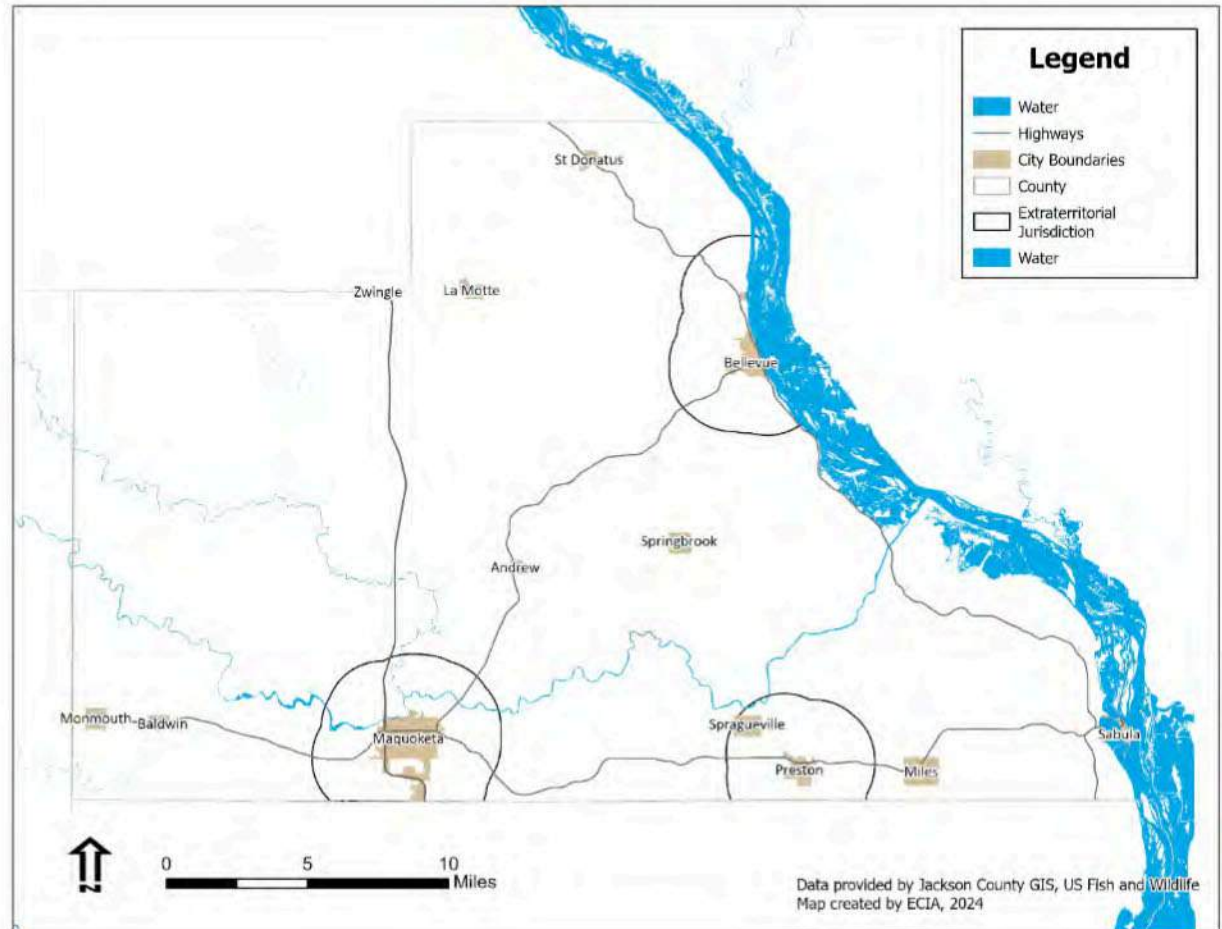 Legend
Water
Highways
City Boundaries
County
Extraterritorial
Jurisdiction
Water
St Donatus
Zwingle
La Motte
Bellevue
Springbrook
Andrew
Monmouth
Baldwin
Maquoketa
Spragueville
Sabula
Preston
Miles
N
0 5 10
Miles
Data provided by Jackson County GIS, US Fish and Wildlife
Map created by ECIA, 2024